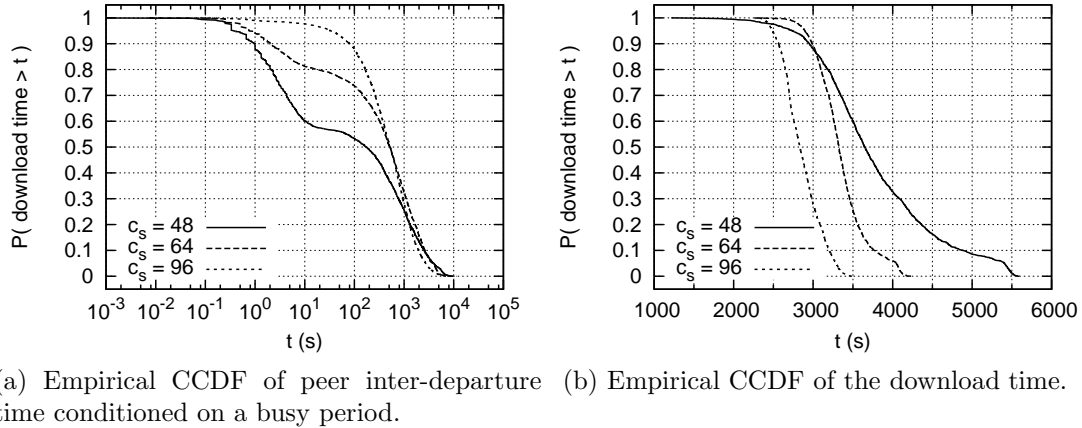 P( download time > t )
1
0.9
0.8
0.7
0.6
0.5
0.4
0.3
0.2
0.1
0
c_s = 48
c_s = 64
c_s = 96
10^-3 10^-2 10^-1 10^0 10^1 10^2 10^3 10^4 10^5
t (s)
P( download time > t )
1
0.9
0.8
0.7
0.6
0.5
0.4
0.3
0.2
0.1
0
c_s = 48
c_s = 64
c_s = 96
1000 2000 3000 4000 5000 6000
t (s)
a) Empirical CCDF of peer inter-departure
time conditioned on a busy period.
(b) Empirical CCDF of the download time.